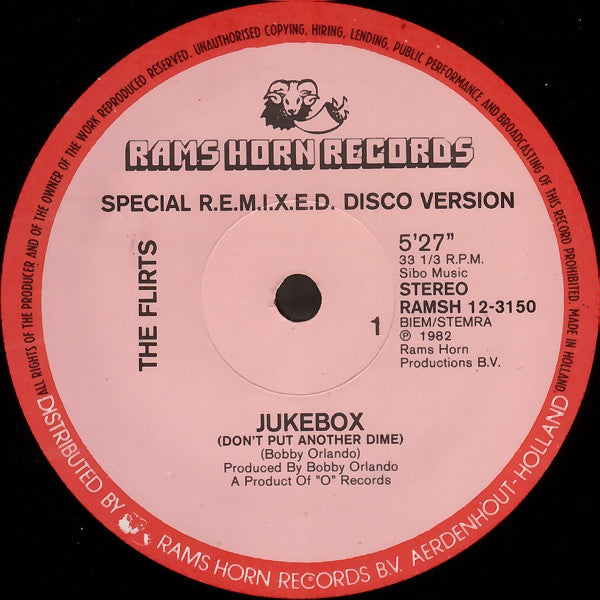 ALL RIGHTS OF THE PRODUCER AND OF THE OWNER OF THE WORK REPRODUCED RESERVED. UNAUTHORISED COPYING, HIRING, LENDING, PUBLIC PERFORMANCE AND BROADCASTING OF THIS RECORD PROHIBITED. MADE IN HOLLAND
RAMS HORN RECORDS
SPECIAL R.E.M.I.X.E.D. DISCO VERSION
THE FLIRTS
5'27"
33 1/3 R.P.M.
Sibo Music
STEREO
RAMSH 12-3150
BIEM/STEMRA
℗ 1982
Rams Horn
Productions B.V.
1
JUKEBOX
(DON'T PUT ANOTHER DIME)
(Bobby Orlando)
Produced By Bobby Orlando
A Product Of "O" Records
DISTRIBUTED BY RAMS HORN RECORDS B.V. AERDENHOUT-HOLLAND